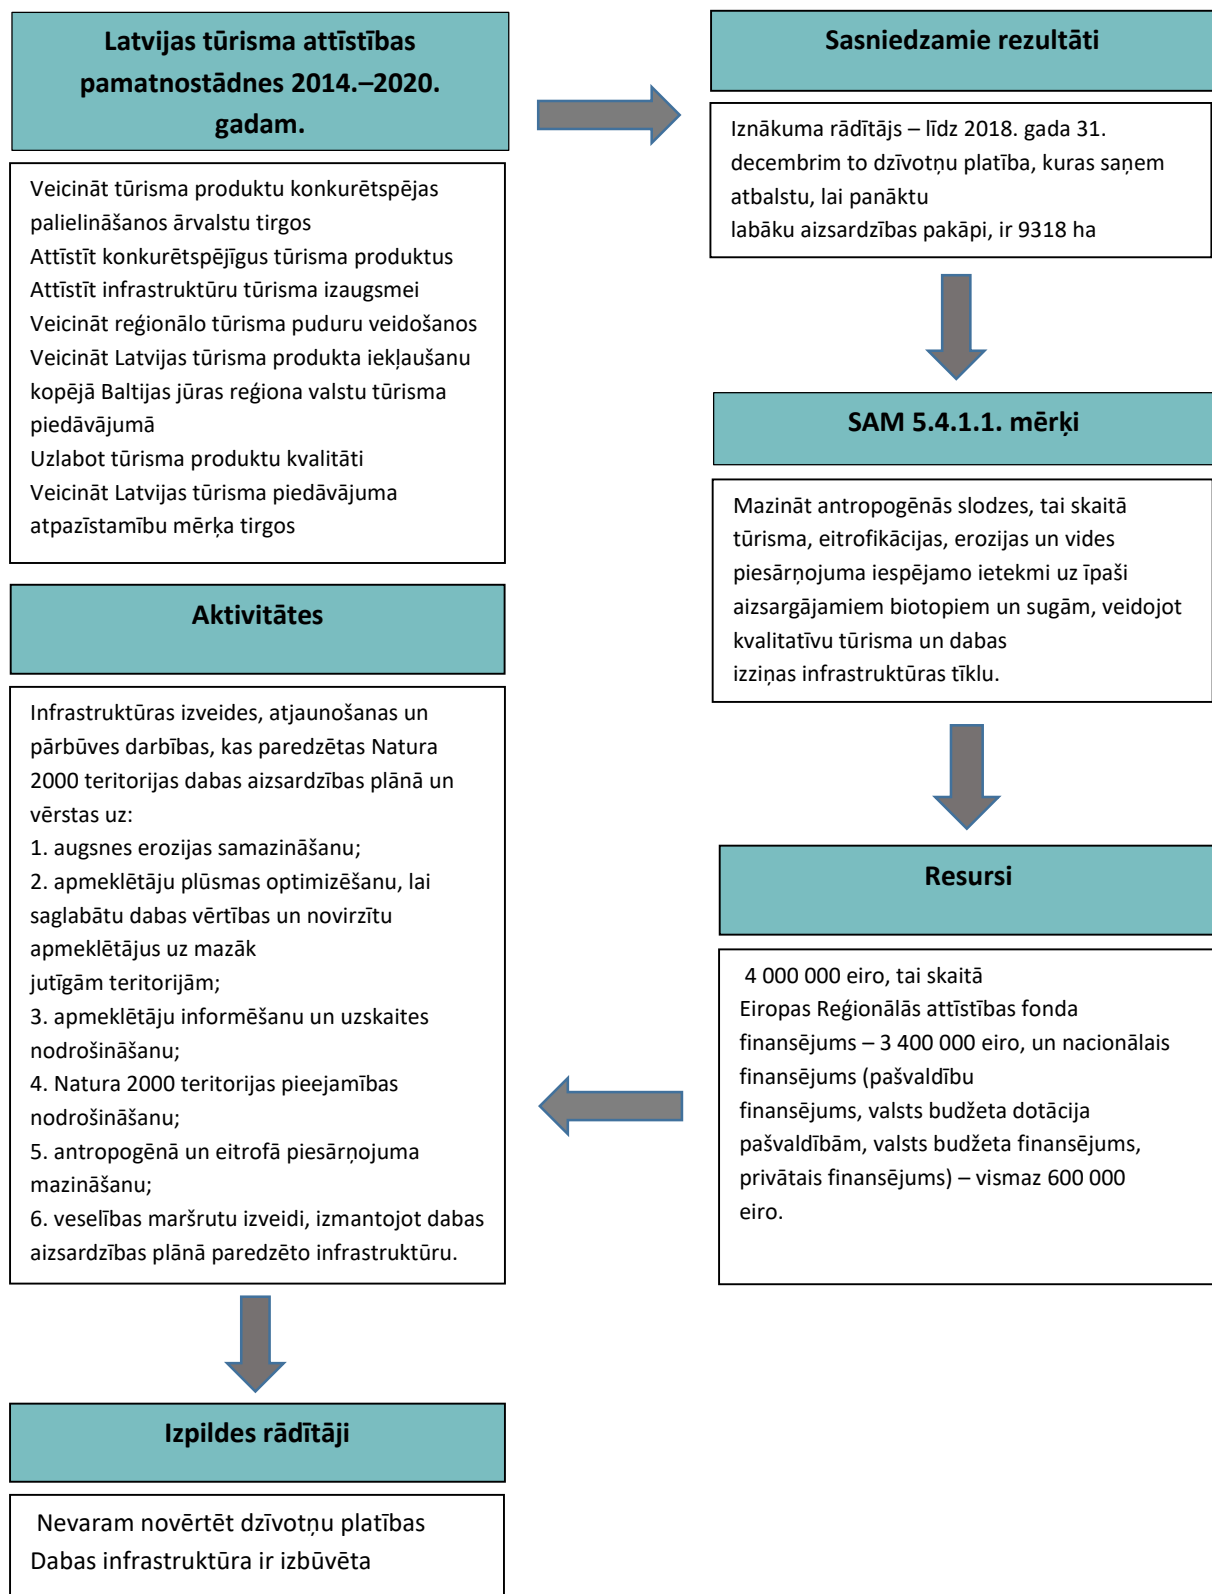 Latvijas tūrisma attīstības
pamatnostādnes 2014.–2020.
gadam.
Veicināt tūrisma produktu konkurētspējas
palielināšanos ārvalstu tirgos
Attīstīt konkurētspējīgus tūrisma produktus
Attīstīt infrastruktūru tūrisma izaugsmei
Veicināt reģionālo tūrisma puduru veidošanos
Veicināt Latvijas tūrisma produkta iekļaušanu
kopējā Baltijas jūras reģiona valstu tūrisma
piedāvājumā
Uzlabot tūrisma produktu kvalitāti
Veicināt Latvijas tūrisma piedāvājuma
atpazīstamību mērķa tirgos
Sasniedzamie rezultāti
Iznākuma rādītājs – līdz 2018. gada 31.
decembrim to dzīvotņu platība, kuras saņem
atbalstu, lai panāktu
labāku aizsardzības pakāpi, ir 9318 ha
SAM 5.4.1.1. mērķi
Mazināt antropogēnās slodzes, tai skaitā
tūrisma, eitrofikācijas, erozijas un vides
piesārņojuma iespējamo ietekmi uz īpaši
aizsargājamiem biotopiem un sugām, veidojot
kvalitatīvu tūrisma un dabas
izziņas infrastruktūras tīklu.
Resursi
4 000 000 eiro, tai skaitā
Eiropas Reģionālās attīstības fonda
finansējums – 3 400 000 eiro, un nacionālais
finansējums (pašvaldību
finansējums, valsts budžeta dotācija
pašvaldībām, valsts budžeta finansējums,
privātais finansējums) – vismaz 600 000
eiro.
Aktivitātes
Infrastruktūras izveides, atjaunošanas un
pārbūves darbības, kas paredzētas Natura
2000 teritorijas dabas aizsardzības plānā un
vērstas uz:
1. augsnes erozijas samazināšanu;
2. apmeklētāju plūsmas optimizēšanu, lai
saglabātu dabas vērtības un novirzītu
apmeklētājus uz mazāk
jutīgām teritorijām;
3. apmeklētāju informēšanu un uzskaites
nodrošināšanu;
4. Natura 2000 teritorijas pieejamības
nodrošināšanu;
5. antropogēnā un eitrofā piesārņojuma
mazināšanu;
6. veselības maršrutu izveidi, izmantojot dabas
aizsardzības plānā paredzēto infrastruktūru.
Izpildes rādītāji
Nevaram novērtēt dzīvotņu platības
Dabas infrastruktūra ir izbūvēta